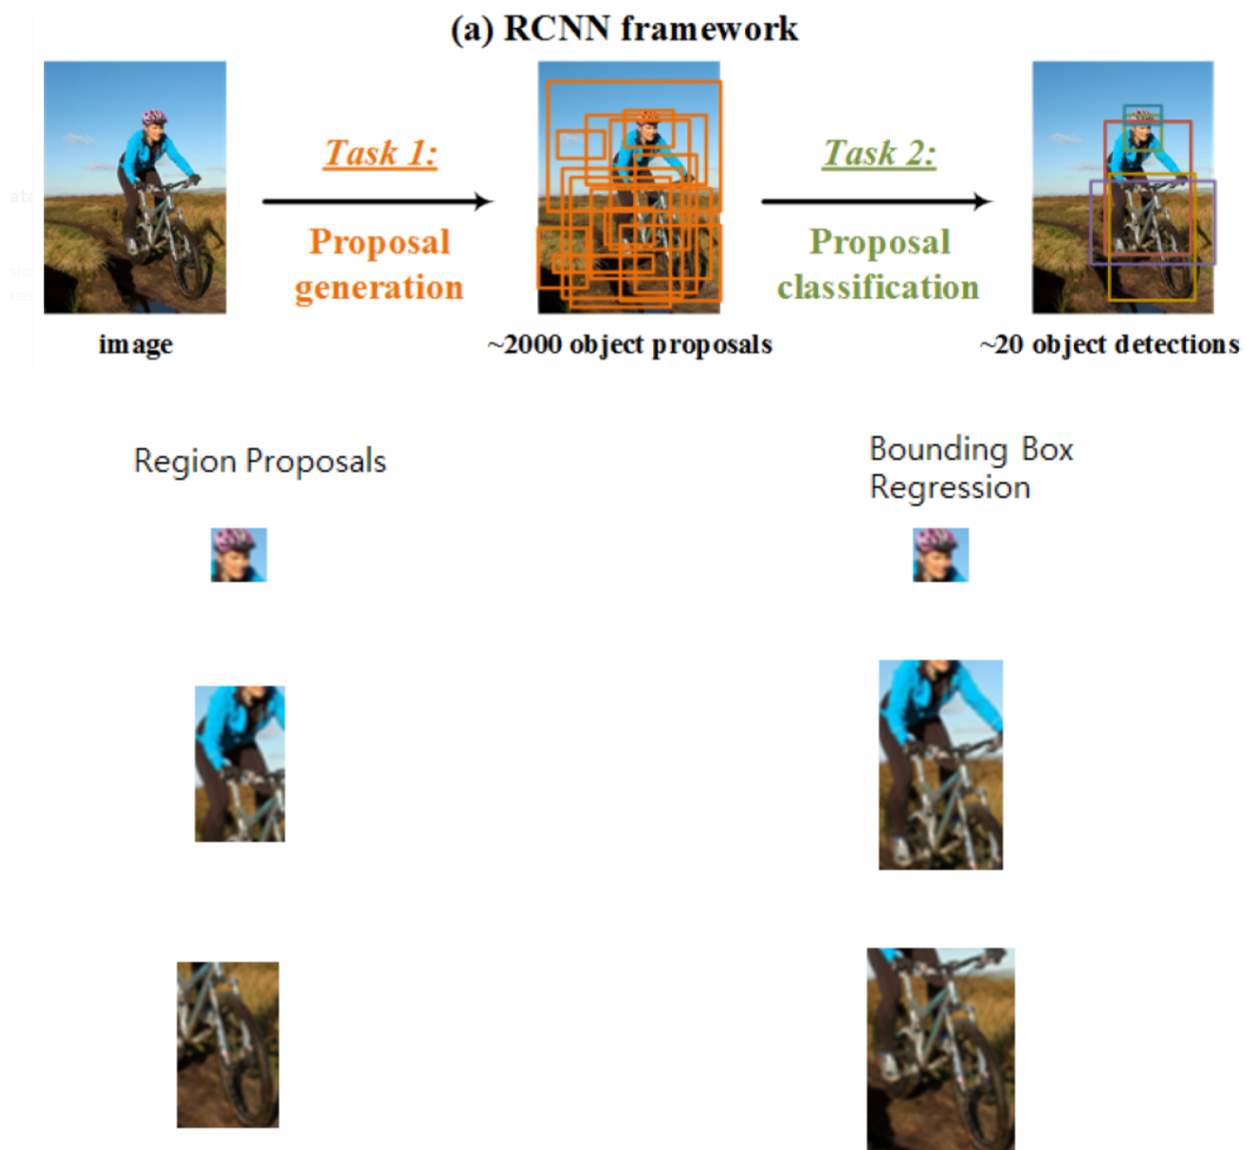 (a) RCNN framework
Task 1:
Proposal
generation
Task 2:
Proposal
classification
image
~2000 object proposals
~20 object detections
Region Proposals
Bounding Box
Regression